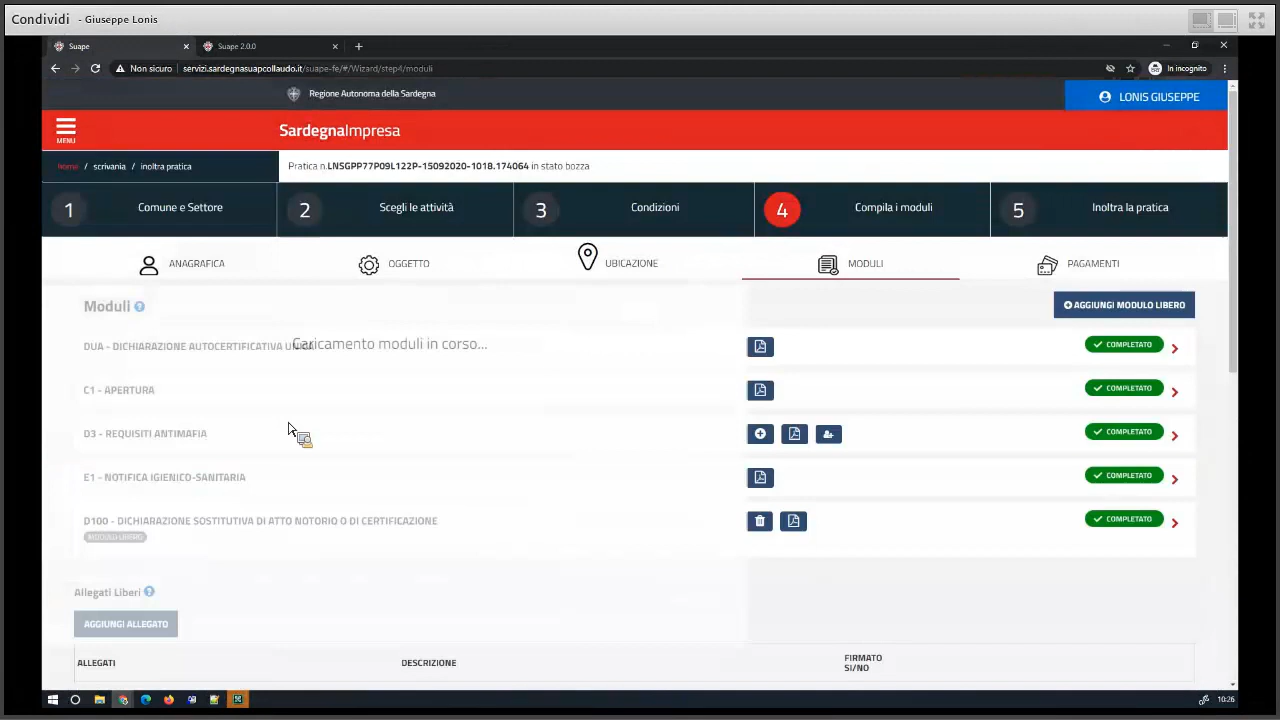 Condividi - Giuseppe Lonis
Suape
Suape 2.0.0
Non sicuro | servizi.sardegnasuapcollaudo.it/suape-fe/#/Wizard/step4/moduli
In incognito
Regione Autonoma della Sardegna
LONIS GIUSEPPE
MENU
SardegnaImpresa
Home / scrivania / inoltra pratica
Pratica n.LNSGPP77P09L122P-15092020-1018.174064 in stato bozza
1 Comune e Settore
2 Scegli le attività
3 Condizioni
4 Compila i moduli
5 Inoltra la pratica
ANAGRAFICA
OGGETTO
UBICAZIONE
MODULI
PAGAMENTI
Moduli
AGGIUNGI MODULO LIBERO
DUA - DICHIARAZIONE AUTOCERTIFICATIVA UNICA
Caricamento moduli in corso...
COMPLETATO
C1 - APERTURA
COMPLETATO
D3 - REQUISITI ANTIMAFIA
COMPLETATO
E1 - NOTIFICA IGIENICO-SANITARIA
COMPLETATO
D100 - DICHIARAZIONE SOSTITUTIVA DI ATTO NOTORIO O DI CERTIFICAZIONE
MODULO LIBERO
COMPLETATO
Allegati Liberi
AGGIUNGI ALLEGATO
ALLEGATI
DESCRIZIONE
FIRMATO
SI/NO
10:26